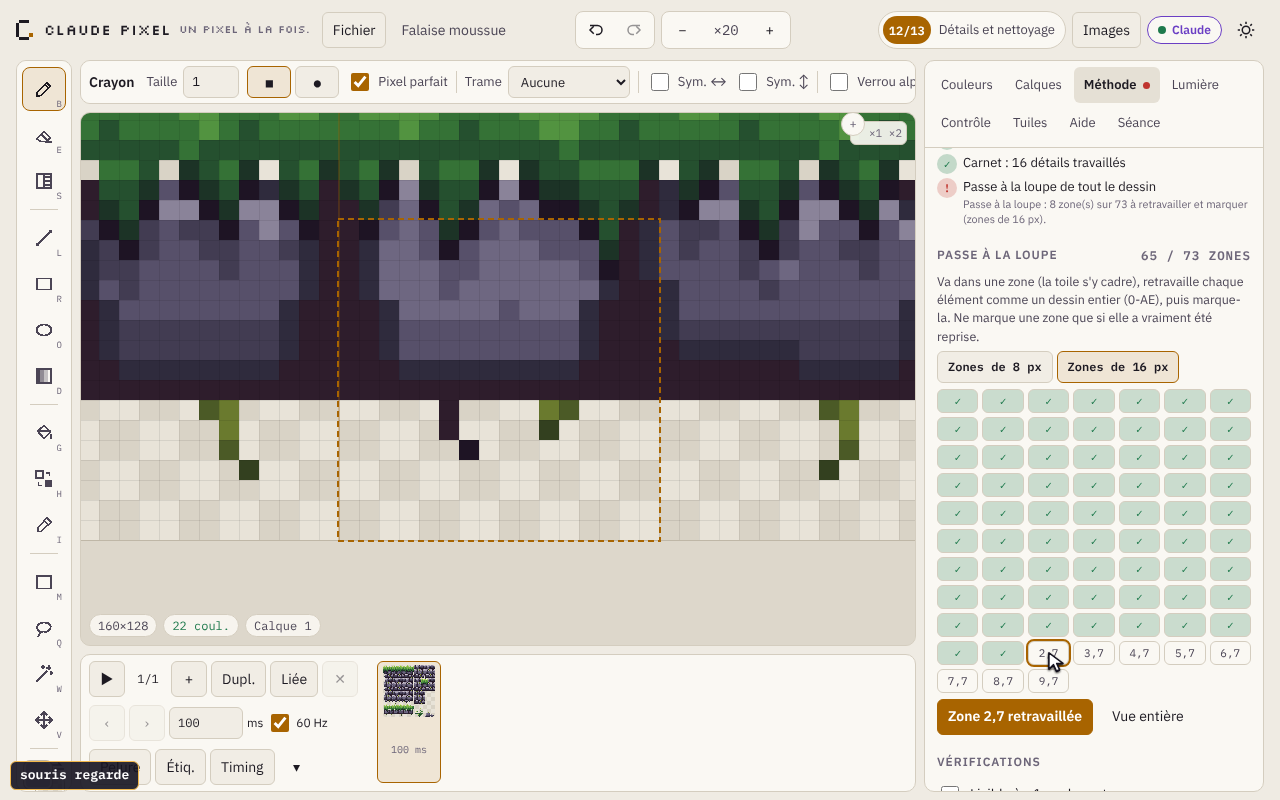 CLAUDE PIXEL UN PIXEL À LA FOIS. Fichier Falaise moussue − ×20 + 12/13 Détails et nettoyage Images Claude
Crayon Taille 1 Pixel parfait Trame Aucune Sym. ↔ Sym. ↕ Verrou alp
Couleurs Calques Méthode Lumière
Contrôle Tuiles Aide Séance
+ ×1 ×2
B
E
S
L
R
O
D
G
H
I
M
Q
W
V
✓ Carnet : 16 détails travaillés
! Passe à la loupe de tout le dessin
Passe à la loupe : 8 zone(s) sur 73 à retravailler et marquer
(zones de 16 px).
PASSE À LA LOUPE 65 / 73 ZONES
Va dans une zone (la toile s'y cadre), retravaille chaque
élément comme un dessin entier (0-AE), puis marque-
la. Ne marque une zone que si elle a vraiment été
reprise.
Zones de 8 px Zones de 16 px
✓ ✓ ✓ ✓ ✓ ✓ ✓
✓ ✓ ✓ ✓ ✓ ✓ ✓
✓ ✓ ✓ ✓ ✓ ✓ ✓
✓ ✓ ✓ ✓ ✓ ✓ ✓
✓ ✓ ✓ ✓ ✓ ✓ ✓
✓ ✓ ✓ ✓ ✓ ✓ ✓
✓ ✓ ✓ ✓ ✓ ✓ ✓
✓ ✓ ✓ ✓ ✓ ✓ ✓
✓ ✓ ✓ ✓ ✓ ✓ ✓
✓ ✓ 2,7 3,7 4,7 5,7 6,7
7,7 8,7 9,7
Zone 2,7 retravaillée Vue entière
VÉRIFICATIONS
160×128 22 coul. Calque 1
1/1 + Dupl. Liée ✕
‹ › 100 ms 60 Hz
100 ms
Étiq. Timing ▼
souris regarde